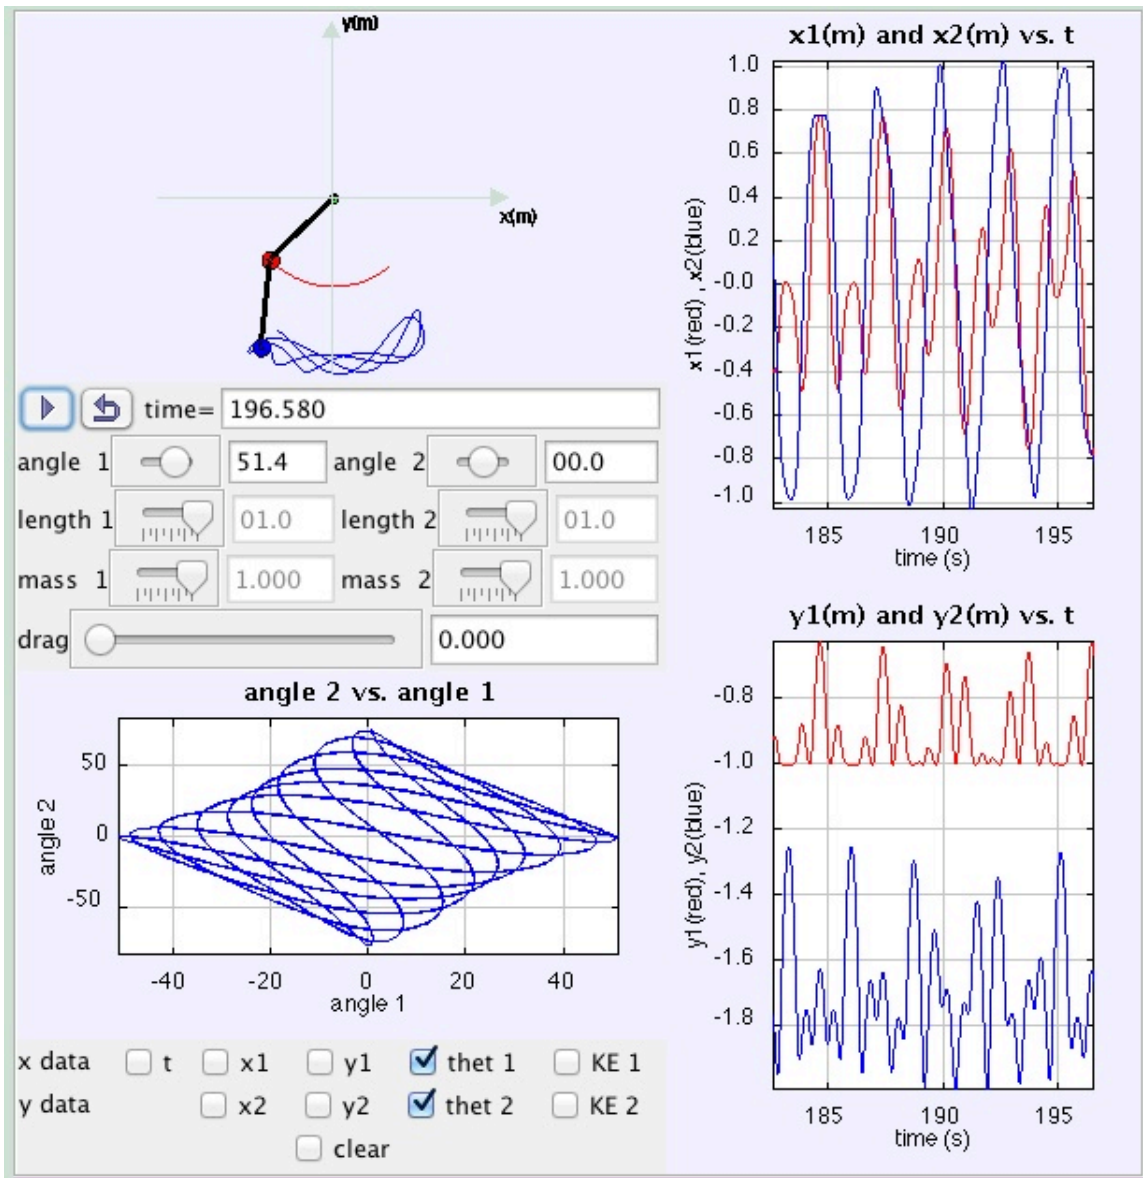 y(m)
x(m)
time= 196.580
angle 1 51.4 angle 2 00.0
length 1 01.0 length 2 01.0
mass 1 1.000 mass 2 1.000
drag 0.000
angle 2 vs. angle 1
50
0
-50
angle 2
-40 -20 0 20 40
angle 1
x data t x1 y1 thet 1 KE 1
y data x2 y2 thet 2 KE 2
clear
x1(m) and x2(m) vs. t
1.0
0.8
0.6
0.4
0.2
-0.0
-0.2
-0.4
-0.6
-0.8
-1.0
x1(red) , x2(blue)
185 190 195
time (s)
y1(m) and y2(m) vs. t
-0.8
-1.0
-1.2
-1.4
-1.6
-1.8
y1(red), y2(blue)
185 190 195
time (s)